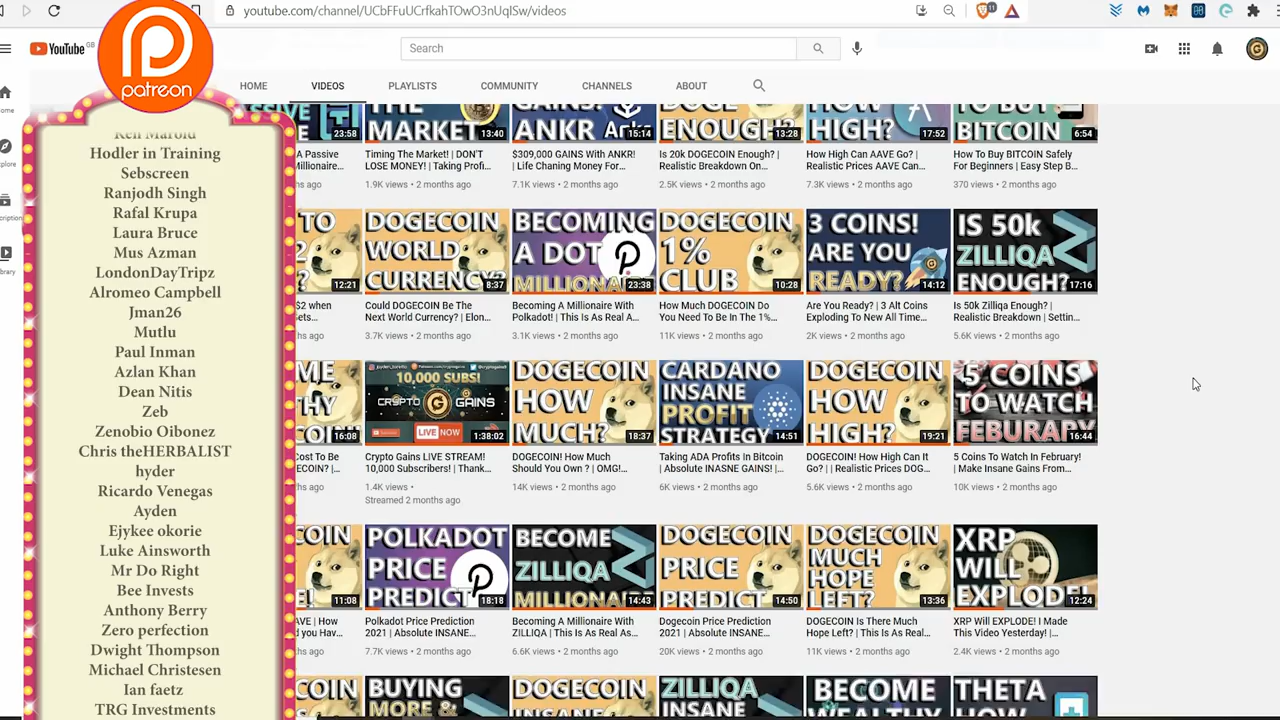 youtube.com/channel/UCbFFuUCrfkahTOwO3nUqISw/videos
11
YouTube GB
Search
patreon
HOME
VIDEOS
PLAYLISTS
COMMUNITY
CHANNELS
ABOUT
Ken Marold
Hodler in Training
Sebscreen
Ranjodh Singh
Rafal Krupa
Laura Bruce
Mus Azman
LondonDayTripz
Alromeo Campbell
Jman26
Mutlu
Paul Inman
Azlan Khan
Dean Nitis
Zeb
Zenobio Oibonez
Chris theHERBALIST
hyder
Ricardo Venegas
Ayden
Ejykee okorie
Luke Ainsworth
Mr Do Right
Bee Invests
Anthony Berry
Zero perfection
Dwight Thompson
Michael Christesen
Ian faetz
TRG Investments
23:58
A Passive
Millionaire...
THE
MARKET
13:40
Timing The Market! | DON'T
LOSE MONEY! | Taking Profi...
1.9K views • 2 months ago
GAINS!
ANKR
15:14
$309,000 GAINS With ANKR!
| Life Chaning Money For...
7.1K views • 2 months ago
ENOUGH?
13:28
Is 20k DOGECOIN Enough? |
Realistic Breakdown On...
2.5K views • 2 months ago
HOW
HIGH?
17:52
How High Can AAVE Go? |
Realistic Prices AAVE Can...
7.3K views • 2 months ago
BITCOIN
6:54
How To Buy BITCOIN Safely
For Beginners | Easy Step B...
370 views • 2 months ago
TO
12:21
$2 when
DOGECOIN
WORLD
CURRENCY?
8:37
Could DOGECOIN Be The
Next World Currency? | Elon...
3.7K views • 2 months ago
BECOMING
A DOT
MILLIONAIRE
23:38
Becoming A Millionaire With
Polkadot! | This Is As Real A...
3.1K views • 2 months ago
DOGECOIN
1%
CLUB
10:28
How Much DOGECOIN Do
You Need To Be In The 1%...
11K views • 2 months ago
3 COINS!
ARE YOU
READY?
14:12
Are You Ready? | 3 Alt Coins
Exploding To New All Time...
2K views • 2 months ago
IS 50k
ZILLIQA
ENOUGH?
17:16
Is 50k Zilliqa Enough? |
Realistic Breakdown | Settin...
5.6K views • 2 months ago
16:08
Cost To Be
10,000 SUBS!
CRYPTO G GAINS
LIVE NOW
1:38:02
Crypto Gains LIVE STREAM!
10,000 Subscribers! | Thank...
1.4K views •
Streamed 2 months ago
DOGECOIN
HOW
MUCH?
18:37
DOGECOIN! How Much
Should You Own ? | OMG!...
14K views • 2 months ago
CARDANO
INSANE
PROFIT
STRATEGY
14:51
Taking ADA Profits In Bitcoin
| Absolute INASNE GAINS! |...
6K views • 2 months ago
DOGECOIN
HOW
HIGH?
19:21
DOGECOIN! How High Can It
Go? | | Realistic Prices DOG...
5.6K views • 2 months ago
5 COINS
TO WATCH
FEBURARY
16:44
5 Coins To Watch In February!
| Make Insane Gains From...
10K views • 2 months ago
11:08
POLKADOT
PRICE
PREDICT
18:18
Polkadot Price Prediction
2021 | Absolute INSANE...
7.7K views • 2 months ago
BECOME
ZILLIQA
MILLIONAIRE
14:43
Becoming A Millionaire With
ZILLIQA | This Is As Real As...
6.6K views • 2 months ago
DOGECOIN
PRICE
PREDICT
14:50
Dogecoin Price Prediction
2021 | Absolute INSANE...
20K views • 2 months ago
DOGECOIN
MUCH
HOPE
LEFT?
13:36
DOGECOIN Is There Much
Hope Left? | This Is As Real...
11K views • 2 months ago
XRP
WILL
EXPLODE!
12:24
XRP Will EXPLODE! I Made
This Video Yesterday! |...
2.4K views • 2 months ago
BUYING
MORE &
DOGECOIN
INSANE
ZILLIQA
INSANE
BECOME
WEALTHY
THETA
HOW